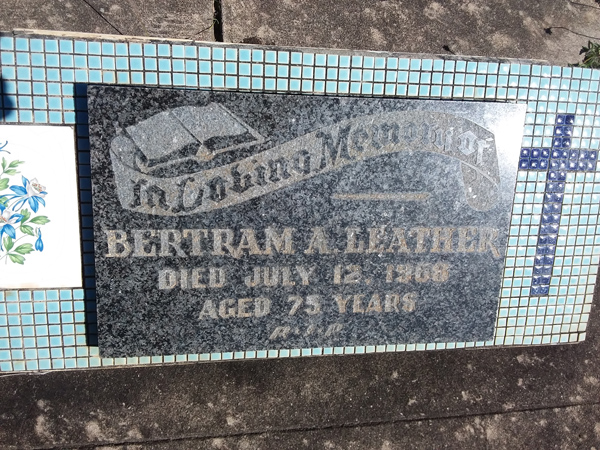 In Loving Memory of
BERTRAM A. LEATHER
DIED JULY 12, 1968
AGED 75 YEARS
R.I.P.